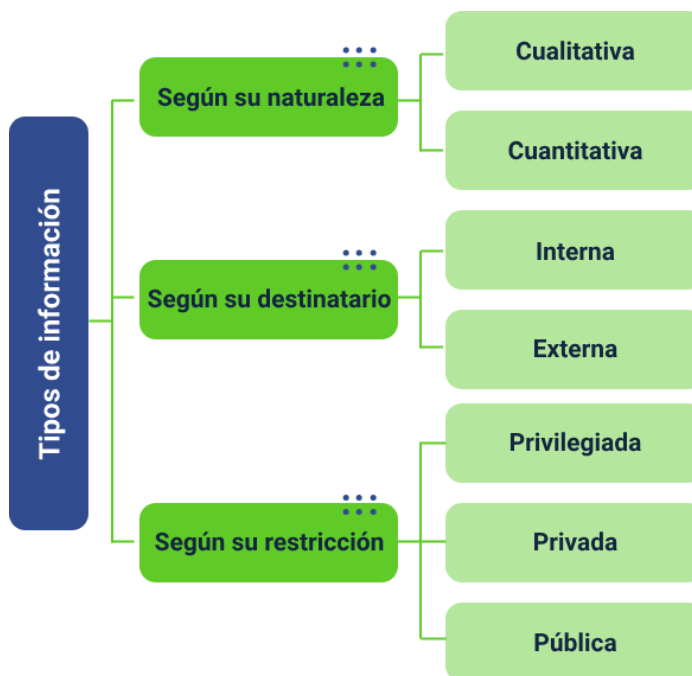 Tipos de información
Según su naturaleza
Cualitativa
Cuantitativa
Según su destinatario
Interna
Externa
Según su restricción
Privilegiada
Privada
Pública